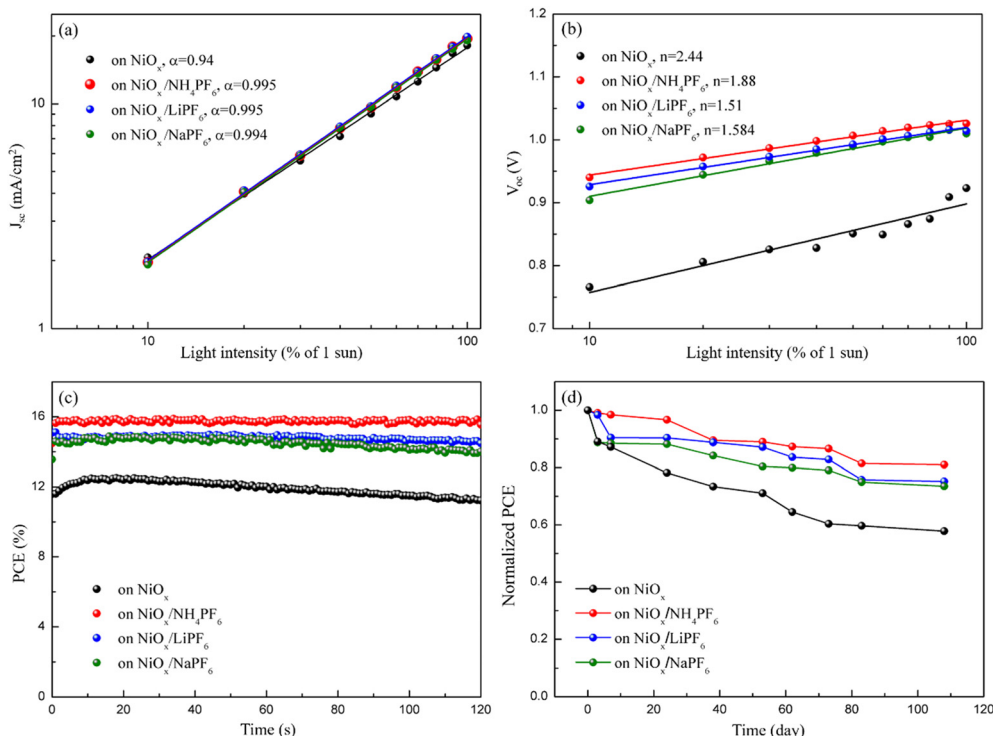 (a)
on NiOₓ, α=0.94
on NiOₓ/NH₄PF₆, α=0.995
on NiOₓ/LiPF₆, α=0.995
on NiOₓ/NaPF₆, α=0.994
10
1
Jsc (mA/cm²)
10
100
Light intensity (% of 1 sun)
(b)
on NiOₓ, n=2.44
on NiOₓ/NH₄PF₆, n=1.88
on NiOₓ/LiPF₆, n=1.51
on NiOₓ/NaPF₆, n=1.584
1.2
1.1
1.0
0.9
0.8
0.7
Voc (V)
10
100
Light intensity (% of 1 sun)
(c)
16
12
8
4
0
PCE (%)
on NiOₓ
on NiOₓ/NH₄PF₆
on NiOₓ/LiPF₆
on NiOₓ/NaPF₆
0 20 40 60 80 100 120
Time (s)
(d)
1.0
0.8
0.6
0.4
0.2
0.0
Normalized PCE
on NiOₓ
on NiOₓ/NH₄PF₆
on NiOₓ/LiPF₆
on NiOₓ/NaPF₆
0 20 40 60 80 100 120
Time (day)